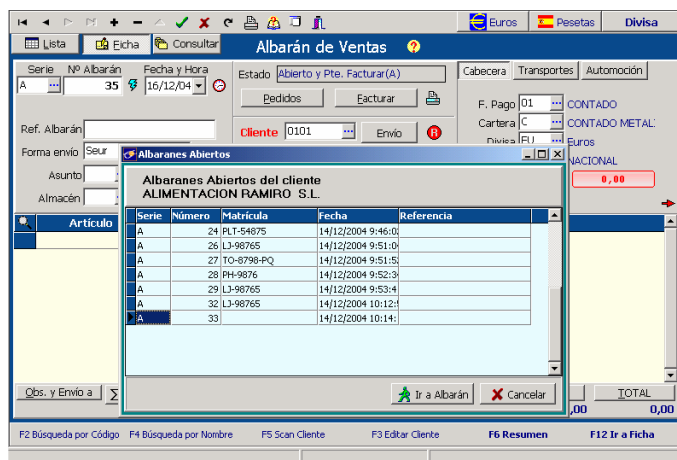 Euros Pesetas Divisa
Lista Ficha Consultar Albarán de Ventas ?
Serie Nº Albarán Fecha y Hora Estado Abierto y Pte. Facturar(A) Cabecera Transportes Automoción
A ... 35 16/12/04
Pedidos Facturar F. Pago 01 ... CONTADO
Ref. Albarán Cliente 0101 ... Envío R Cartera C ... CONTADO METAL
Forma envío Seur Divisa EU ... Euros
Albaranes Abiertos NACIONAL
Asunto Albaranes Abiertos del cliente 0,00
Almacén ALIMENTACION RAMIRO S.L.
Artículo
Serie Número Matrícula Fecha Referencia
A 24 PLT-54875 14/12/2004 9:46:0
A 26 LJ-98765 14/12/2004 9:51:0
A 27 TO-8798-PQ 14/12/2004 9:51:5
A 28 PH-9876 14/12/2004 9:52:3
A 29 LJ-98765 14/12/2004 9:53:4
A 32 LJ-98765 14/12/2004 10:12:
A 33 14/12/2004 10:14:
Obs. y Envío a Σ Ir a Albarán Cancelar TOTAL
,00 0,00
F2 Búsqueda por Código F4 Búsqueda por Nombre F5 Scan Cliente F3 Editar Cliente F6 Resumen F12 Ir a Ficha